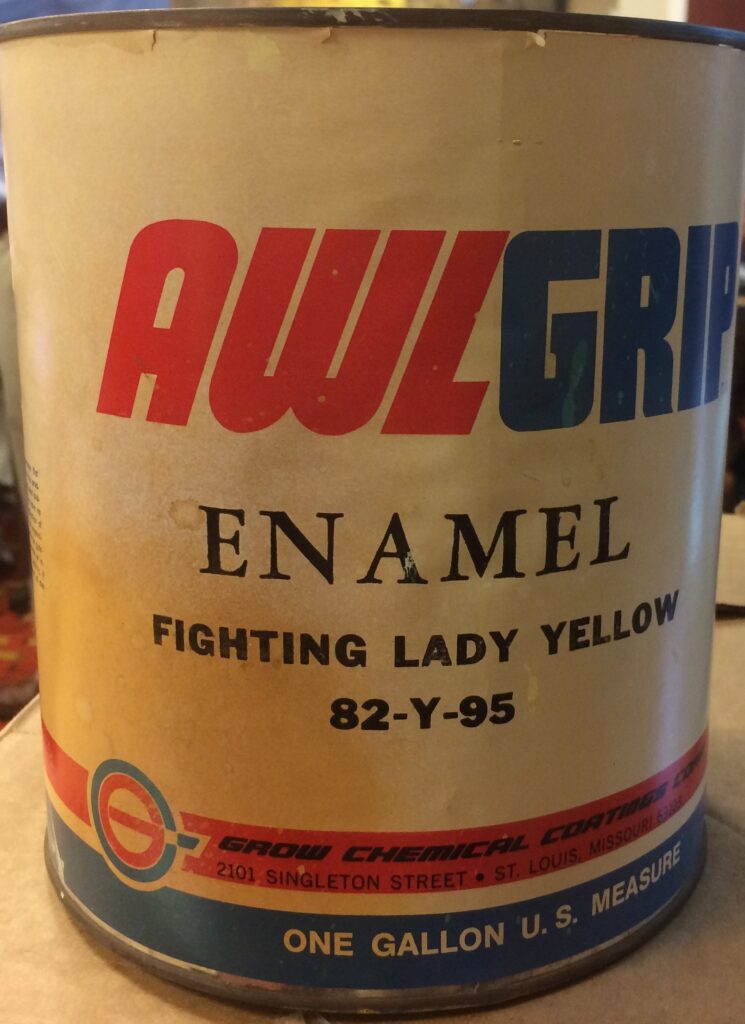 AWLGRIP
ENAMEL
FIGHTING LADY YELLOW
82-Y-95
GROW CHEMICAL COATINGS
2101 SINGLETON STREET • ST. LOUIS, MISSOURI
ONE GALLON U.S. MEASURE